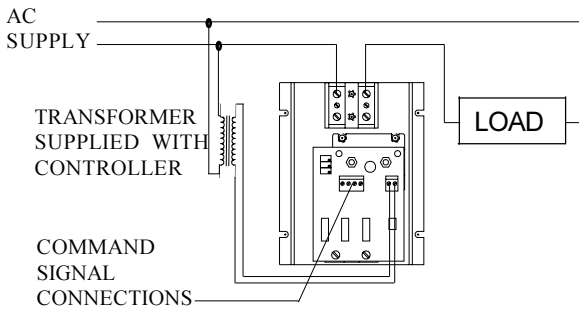 AC
SUPPLY
TRANSFORMER
SUPPLIED WITH
CONTROLLER
LOAD
COMMAND
SIGNAL
CONNECTIONS